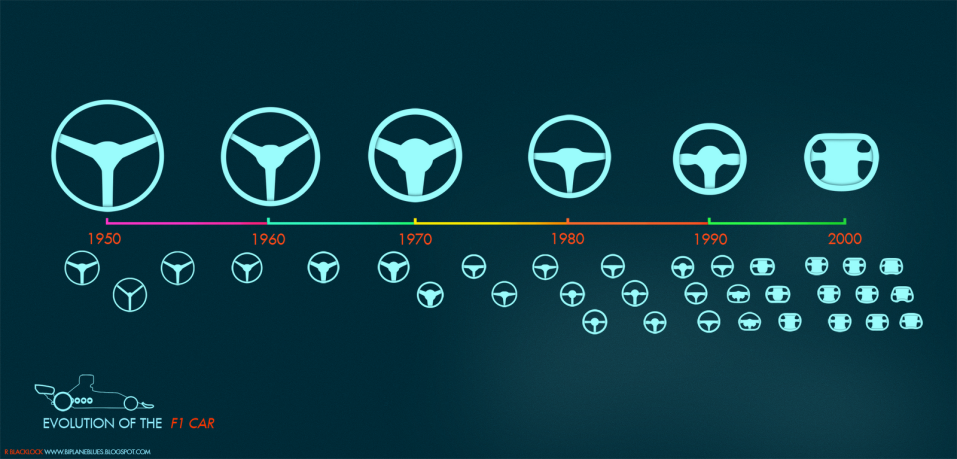 1950 1960 1970 1980 1990 2000
EVOLUTION OF THE F1 CAR
R BLACKLOCK WWW.BIPLANEBLUES.BLOGSPOT.COM